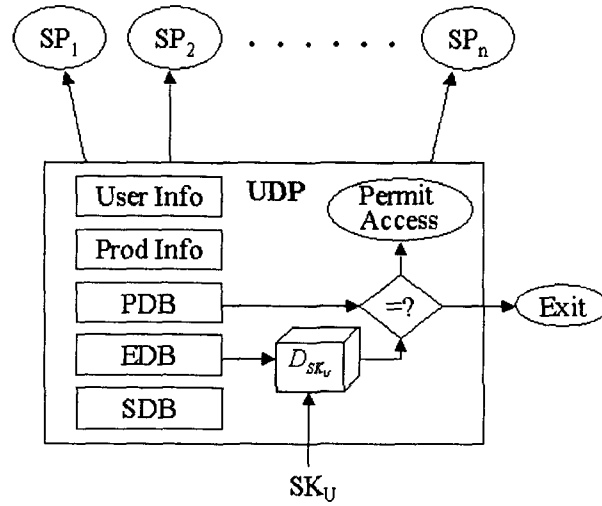 SP1 SP2 . . . . . . SPn
User Info UDP Permit
Access
Prod Info
PDB =? Exit
EDB DSKU
SDB
SKU